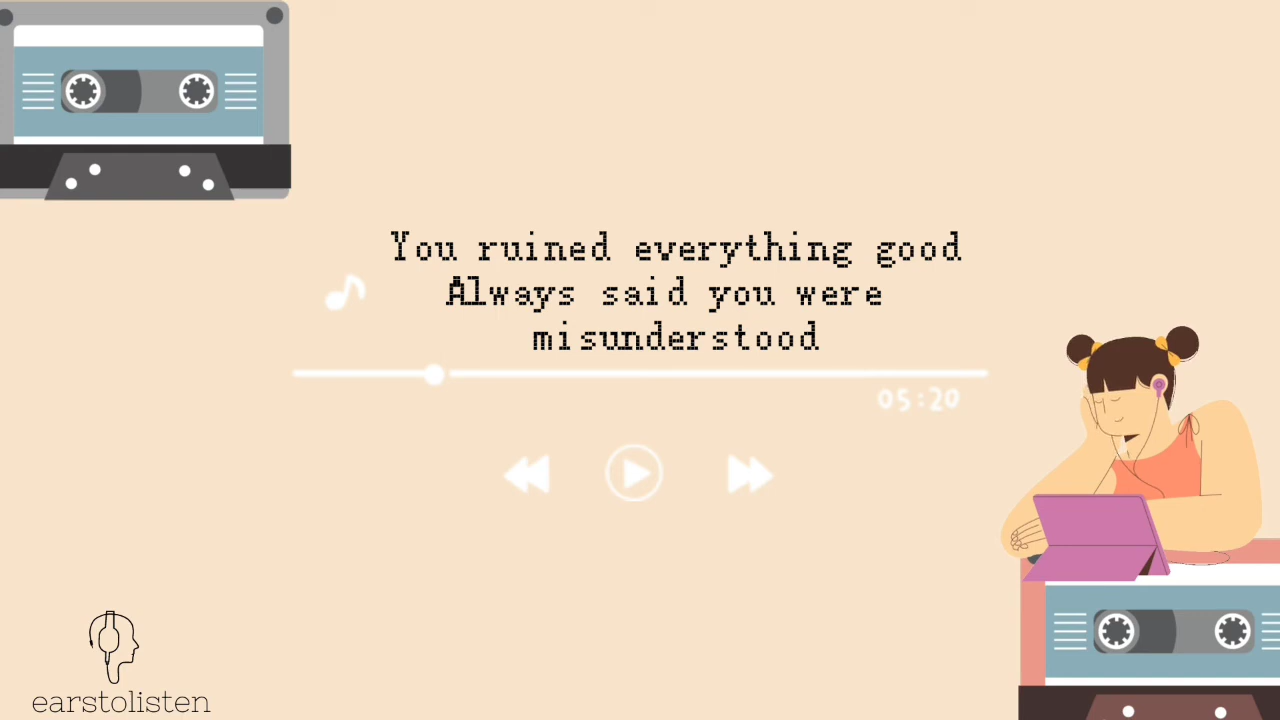 You ruined everything good
Always said you were
misunderstood
05:20
earstolisten